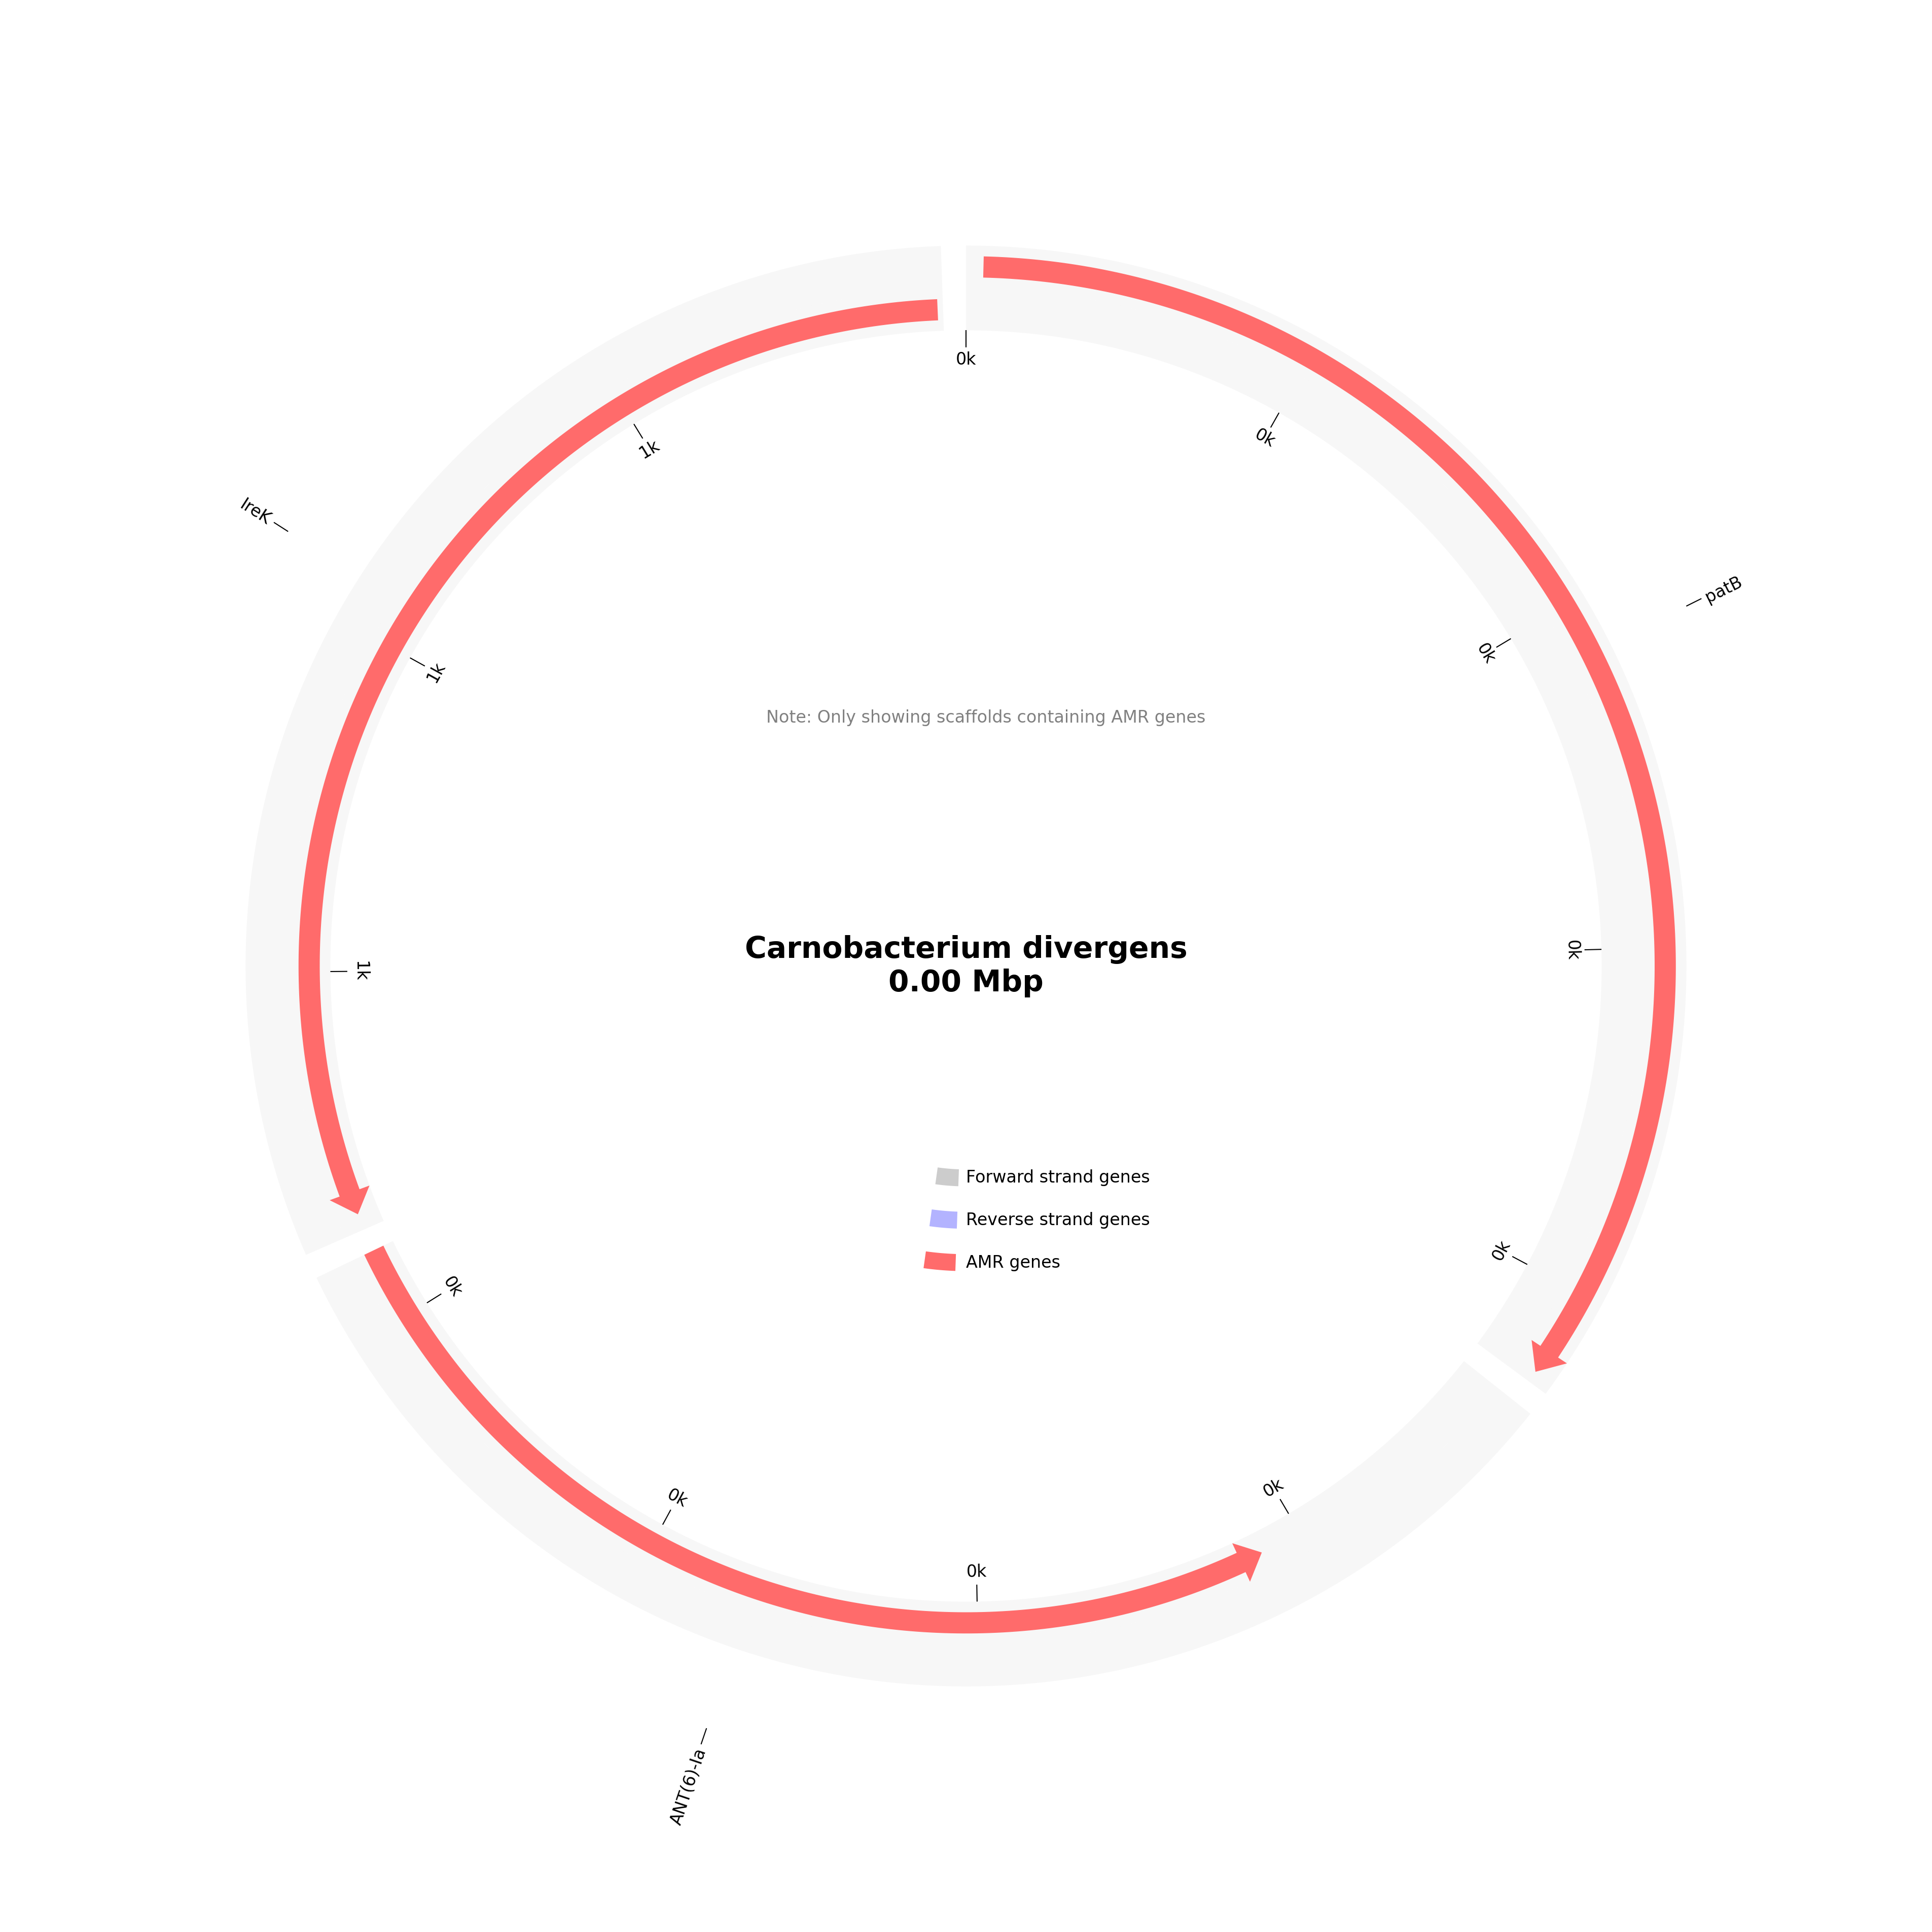 0k
0k
1k
IreK
patB
0k
1k
Note: Only showing scaffolds containing AMR genes
Carnobacterium divergens
0.00 Mbp
0k
1k
Forward strand genes
Reverse strand genes
AMR genes
0k
0k
0k
0k
0k
ANT(6)-Ia